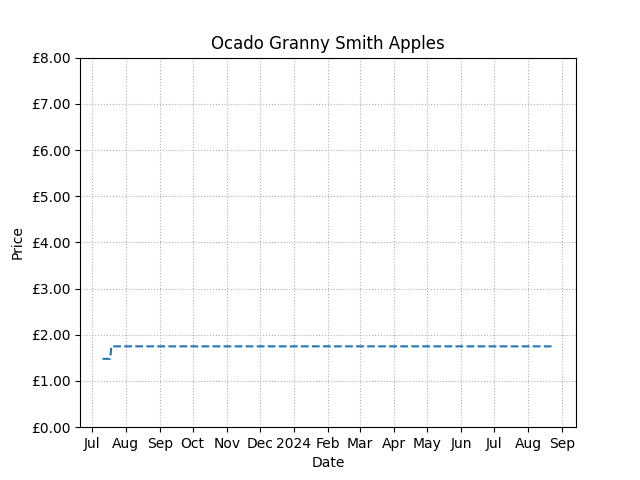 Ocado Granny Smith Apples
£8.00
£7.00
£6.00
£5.00
£4.00
£3.00
£2.00
£1.00
£0.00
Price
Jul Aug Sep Oct Nov Dec 2024 Feb Mar Apr May Jun Jul Aug Sep
Date